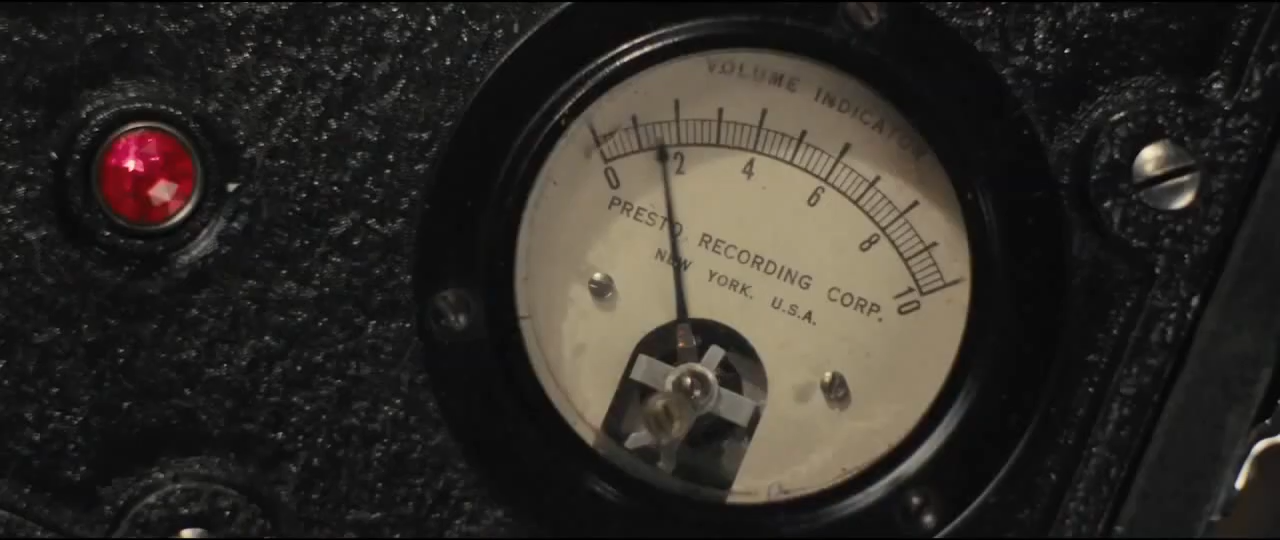 VOLUME INDICATOR
0 2 4 6 8 10
PRESTO RECORDING CORP.
NEW YORK, U.S.A.